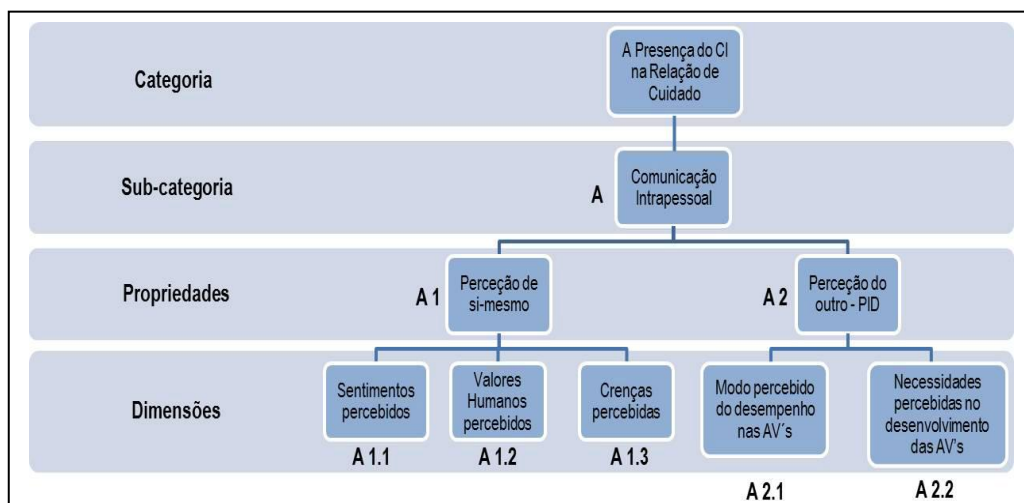 Categoria
A Presença do CI
na Relação de
Cuidado
Sub-categoria
A
Comunicação
Intrapessoal
Propriedades
A 1
Perceção de
si-mesmo
A 2
Perceção do
outro - PID
Dimensões
Sentimentos
percebidos
A 1.1
Valores
Humanos
percebidos
A 1.2
Crenças
percebidas
A 1.3
Modo percebido
do desempenho
nas AV´s
A 2.1
Necessidades
percebidas no
desenvolvimento
das AV’s
A 2.2